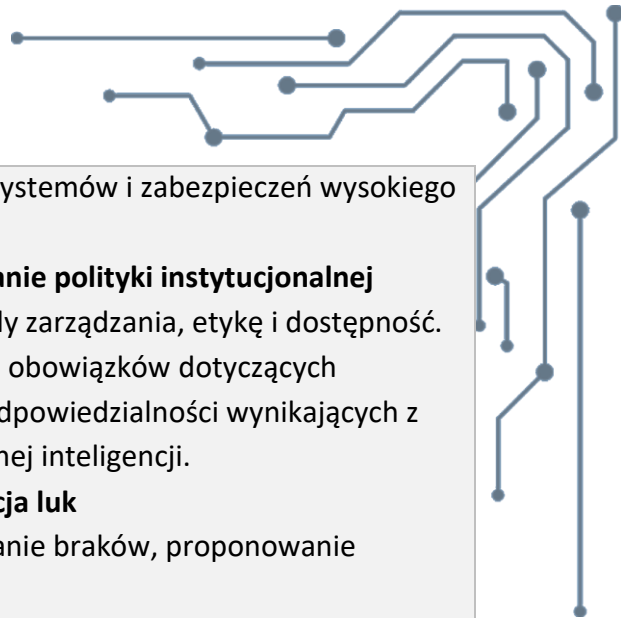 ystemów i zabezpieczeń wysokiego
anie polityki instytucjonalnej
dy zarządzania, etykę i dostępność.
obowiązków dotyczących
dpowiedzialności wynikających z
nej inteligencji.
cja luk
anie braków, proponowanie